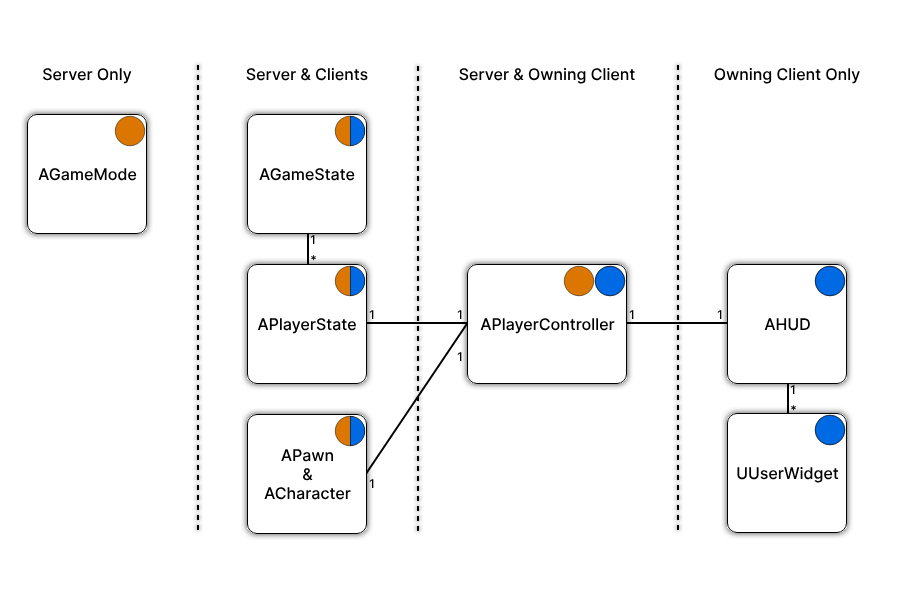 Server Only
Server & Clients
Server & Owning Client
Owning Client Only
AGameMode
AGameState
1
*
APlayerState
1
1
APlayerController
1
1
AHUD
1
1
*
APawn
&
ACharacter
1
UUserWidget